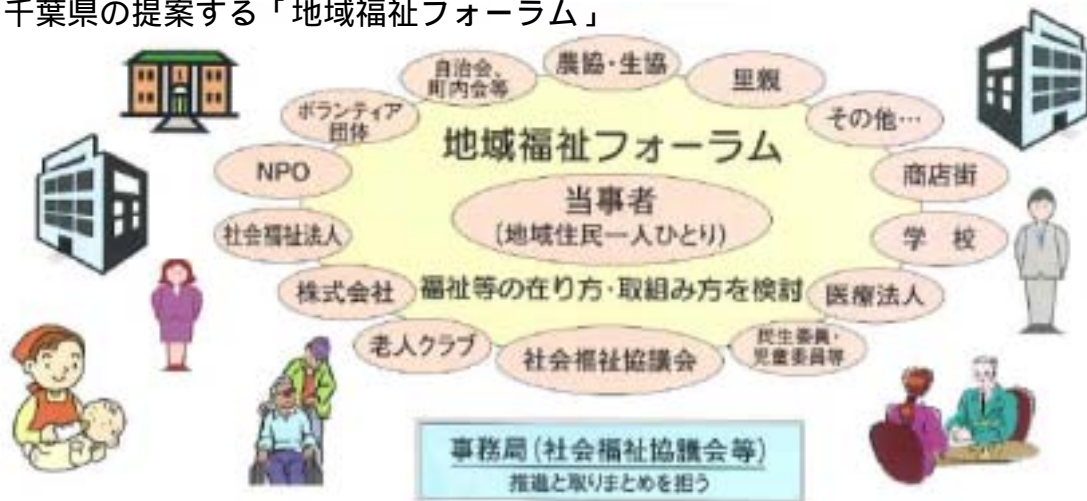 千葉県の提案する「地域福祉フォーラム」
農協・生協
自治会、
町内会等
里親
ボランティア
団体
その他…
地域福祉フォーラム
NPO
商店街
当事者
(地域住民一人ひとり)
社会福祉法人
学 校
株式会社
福祉等の在り方・取組み方を検討
医療法人
老人クラブ
社会福祉協議会
民生委員・
児童委員等
事務局(社会福祉協議会等)
推進と取りまとめを担う